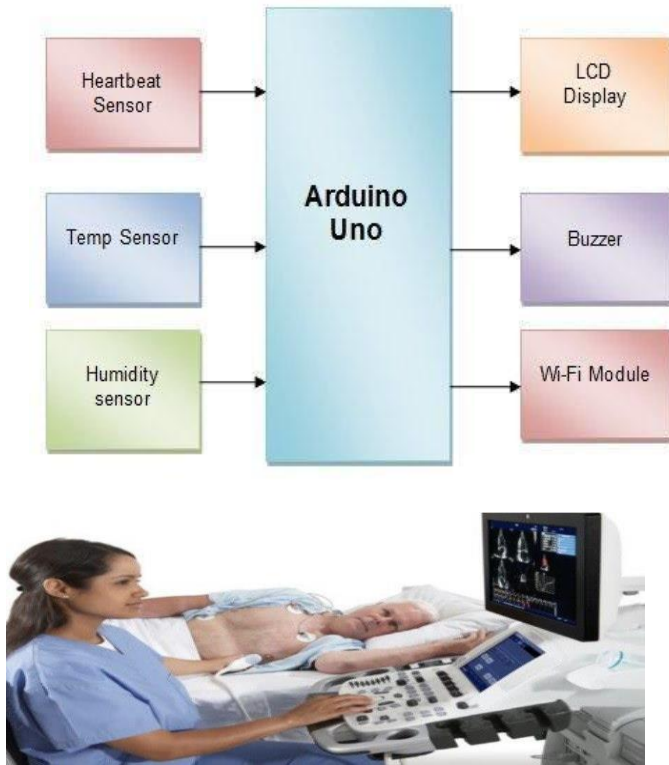 Heartbeat
Sensor
LCD
Display
Arduino
Uno
Temp Sensor
Buzzer
Humidity
sensor
Wi-Fi Module